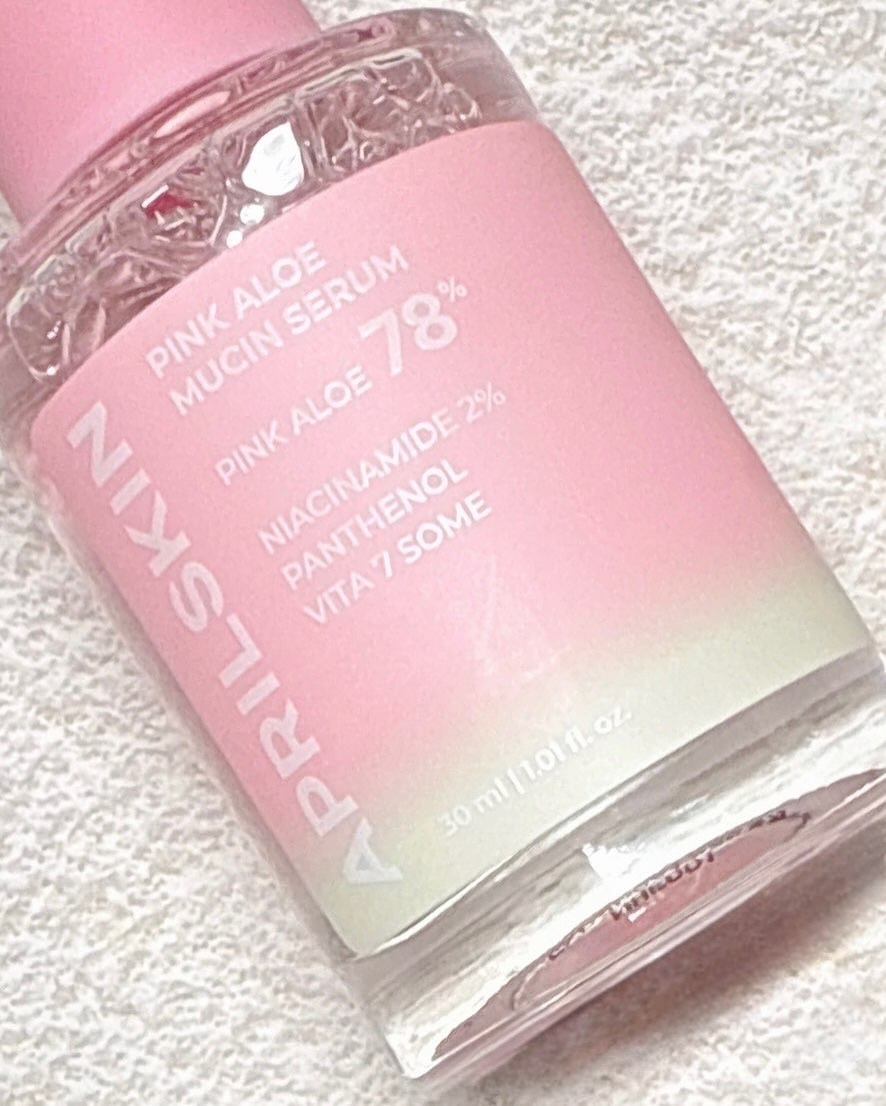 PINK ALOE
MUCIN SERUM
PINK ALOE 78%
NIACINAMIDE 2%
PANTHENOL
VITA 7 SOME
APRILSKIN
30 ml | 1.01 fl. oz.